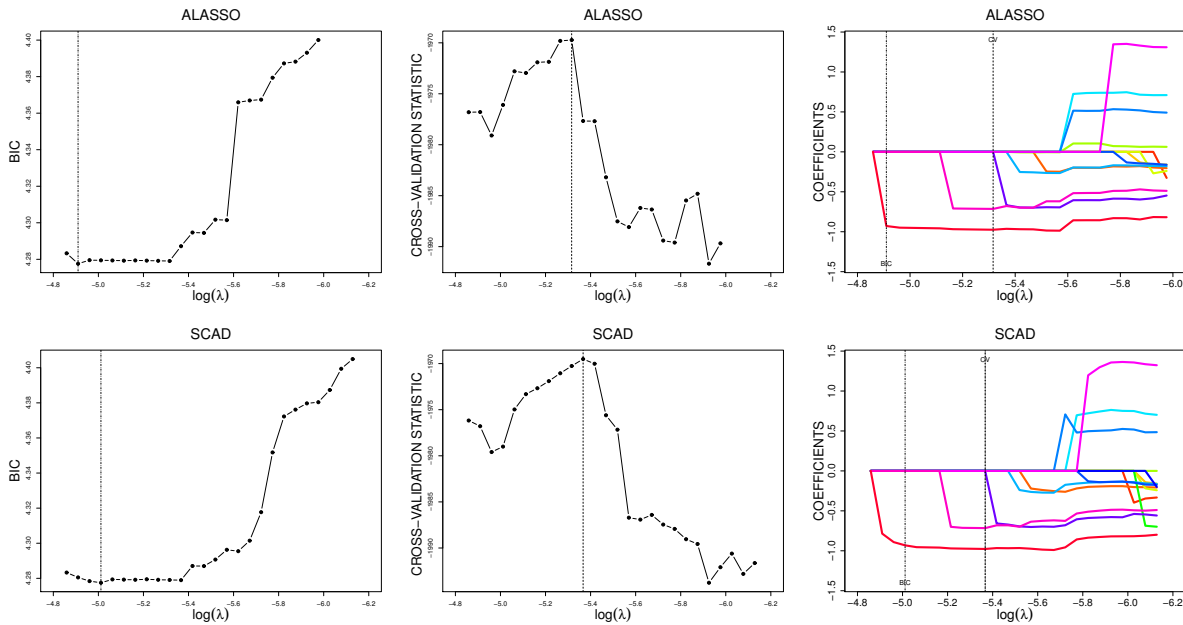 ALASSO
BIC
4.28 4.30 4.32 4.34 4.36 4.38 4.40
−4.8 −5.0 −5.2 −5.4 −5.6 −5.8 −6.0 −6.2
log(λ)
ALASSO
CROSS−VALIDATION STATISTIC
−1990 −1985 −1980 −1975 −1970
−4.8 −5.0 −5.2 −5.4 −5.6 −5.8 −6.0 −6.2
log(λ)
ALASSO
COEFFICIENTS
−1.5 −1.0 −0.5 0.0 0.5 1.0 1.5
CV
BIC
−4.8 −5.0 −5.2 −5.4 −5.6 −5.8 −6.0
log(λ)
SCAD
BIC
4.28 4.30 4.32 4.34 4.36 4.38 4.40
−4.8 −5.0 −5.2 −5.4 −5.6 −5.8 −6.0 −6.2
log(λ)
SCAD
CROSS−VALIDATION STATISTIC
−1990 −1985 −1980 −1975 −1970
−4.8 −5.0 −5.2 −5.4 −5.6 −5.8 −6.0 −6.2
log(λ)
SCAD
COEFFICIENTS
−1.5 −1.0 −0.5 0.0 0.5 1.0 1.5
CV
BIC
−4.8 −5.0 −5.2 −5.4 −5.6 −5.8 −6.0 −6.2
log(λ)